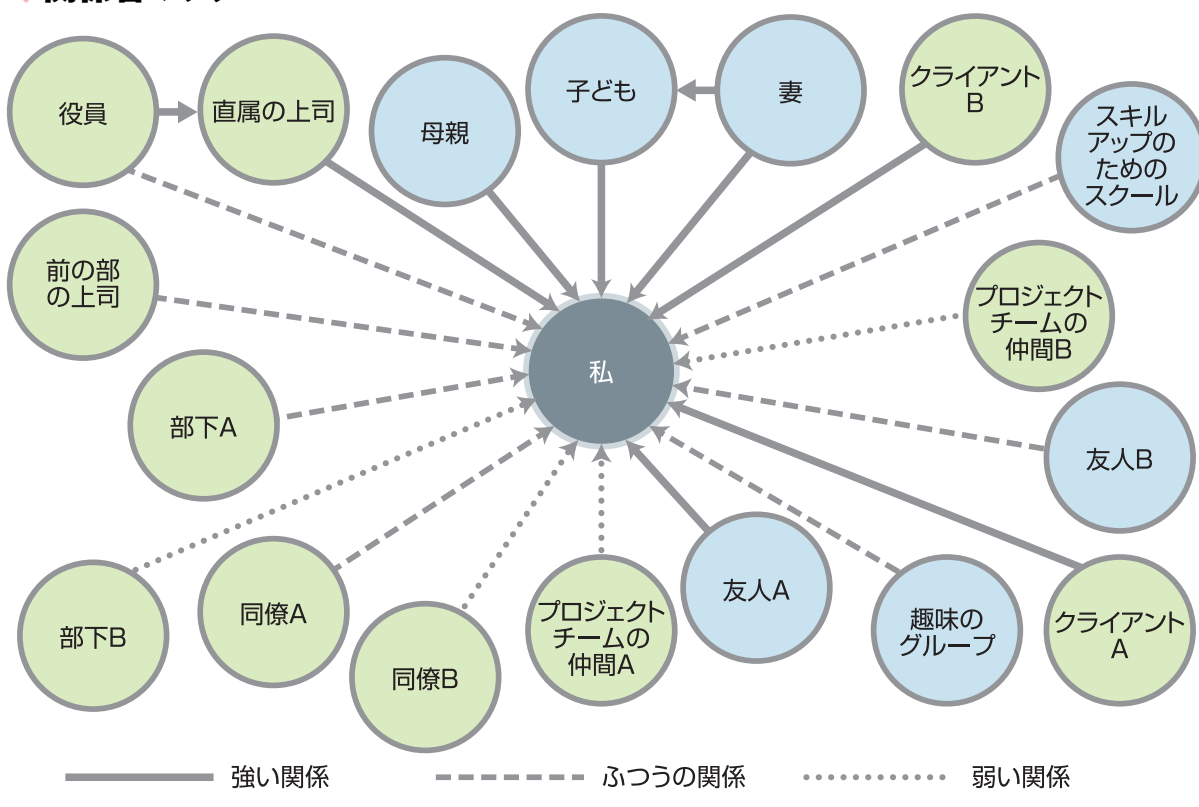 役員
直属の上司
母親
子ども
妻
クライアント
B
スキル
アップの
ための
スクール
前の部
の上司
プロジェクト
チームの
仲間B
私
部下A
友人B
部下B
同僚A
同僚B
プロジェクト
チームの
仲間A
友人A
趣味の
グループ
クライアント
A
強い関係
ふつうの関係
弱い関係